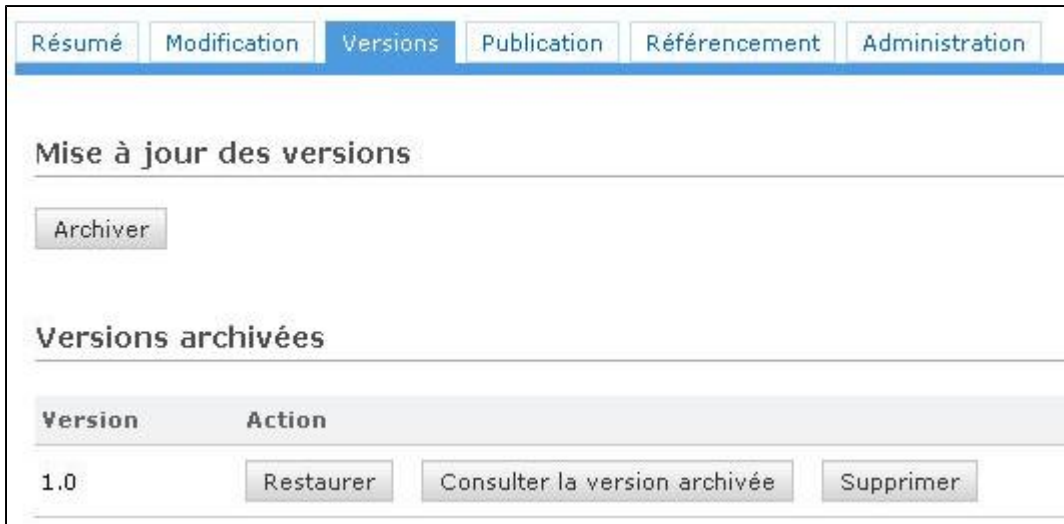 Résumé Modification Versions Publication Référencement Administration
Mise à jour des versions
Archiver
Versions archivées
Version Action
1.0 Restaurer Consulter la version archivée Supprimer